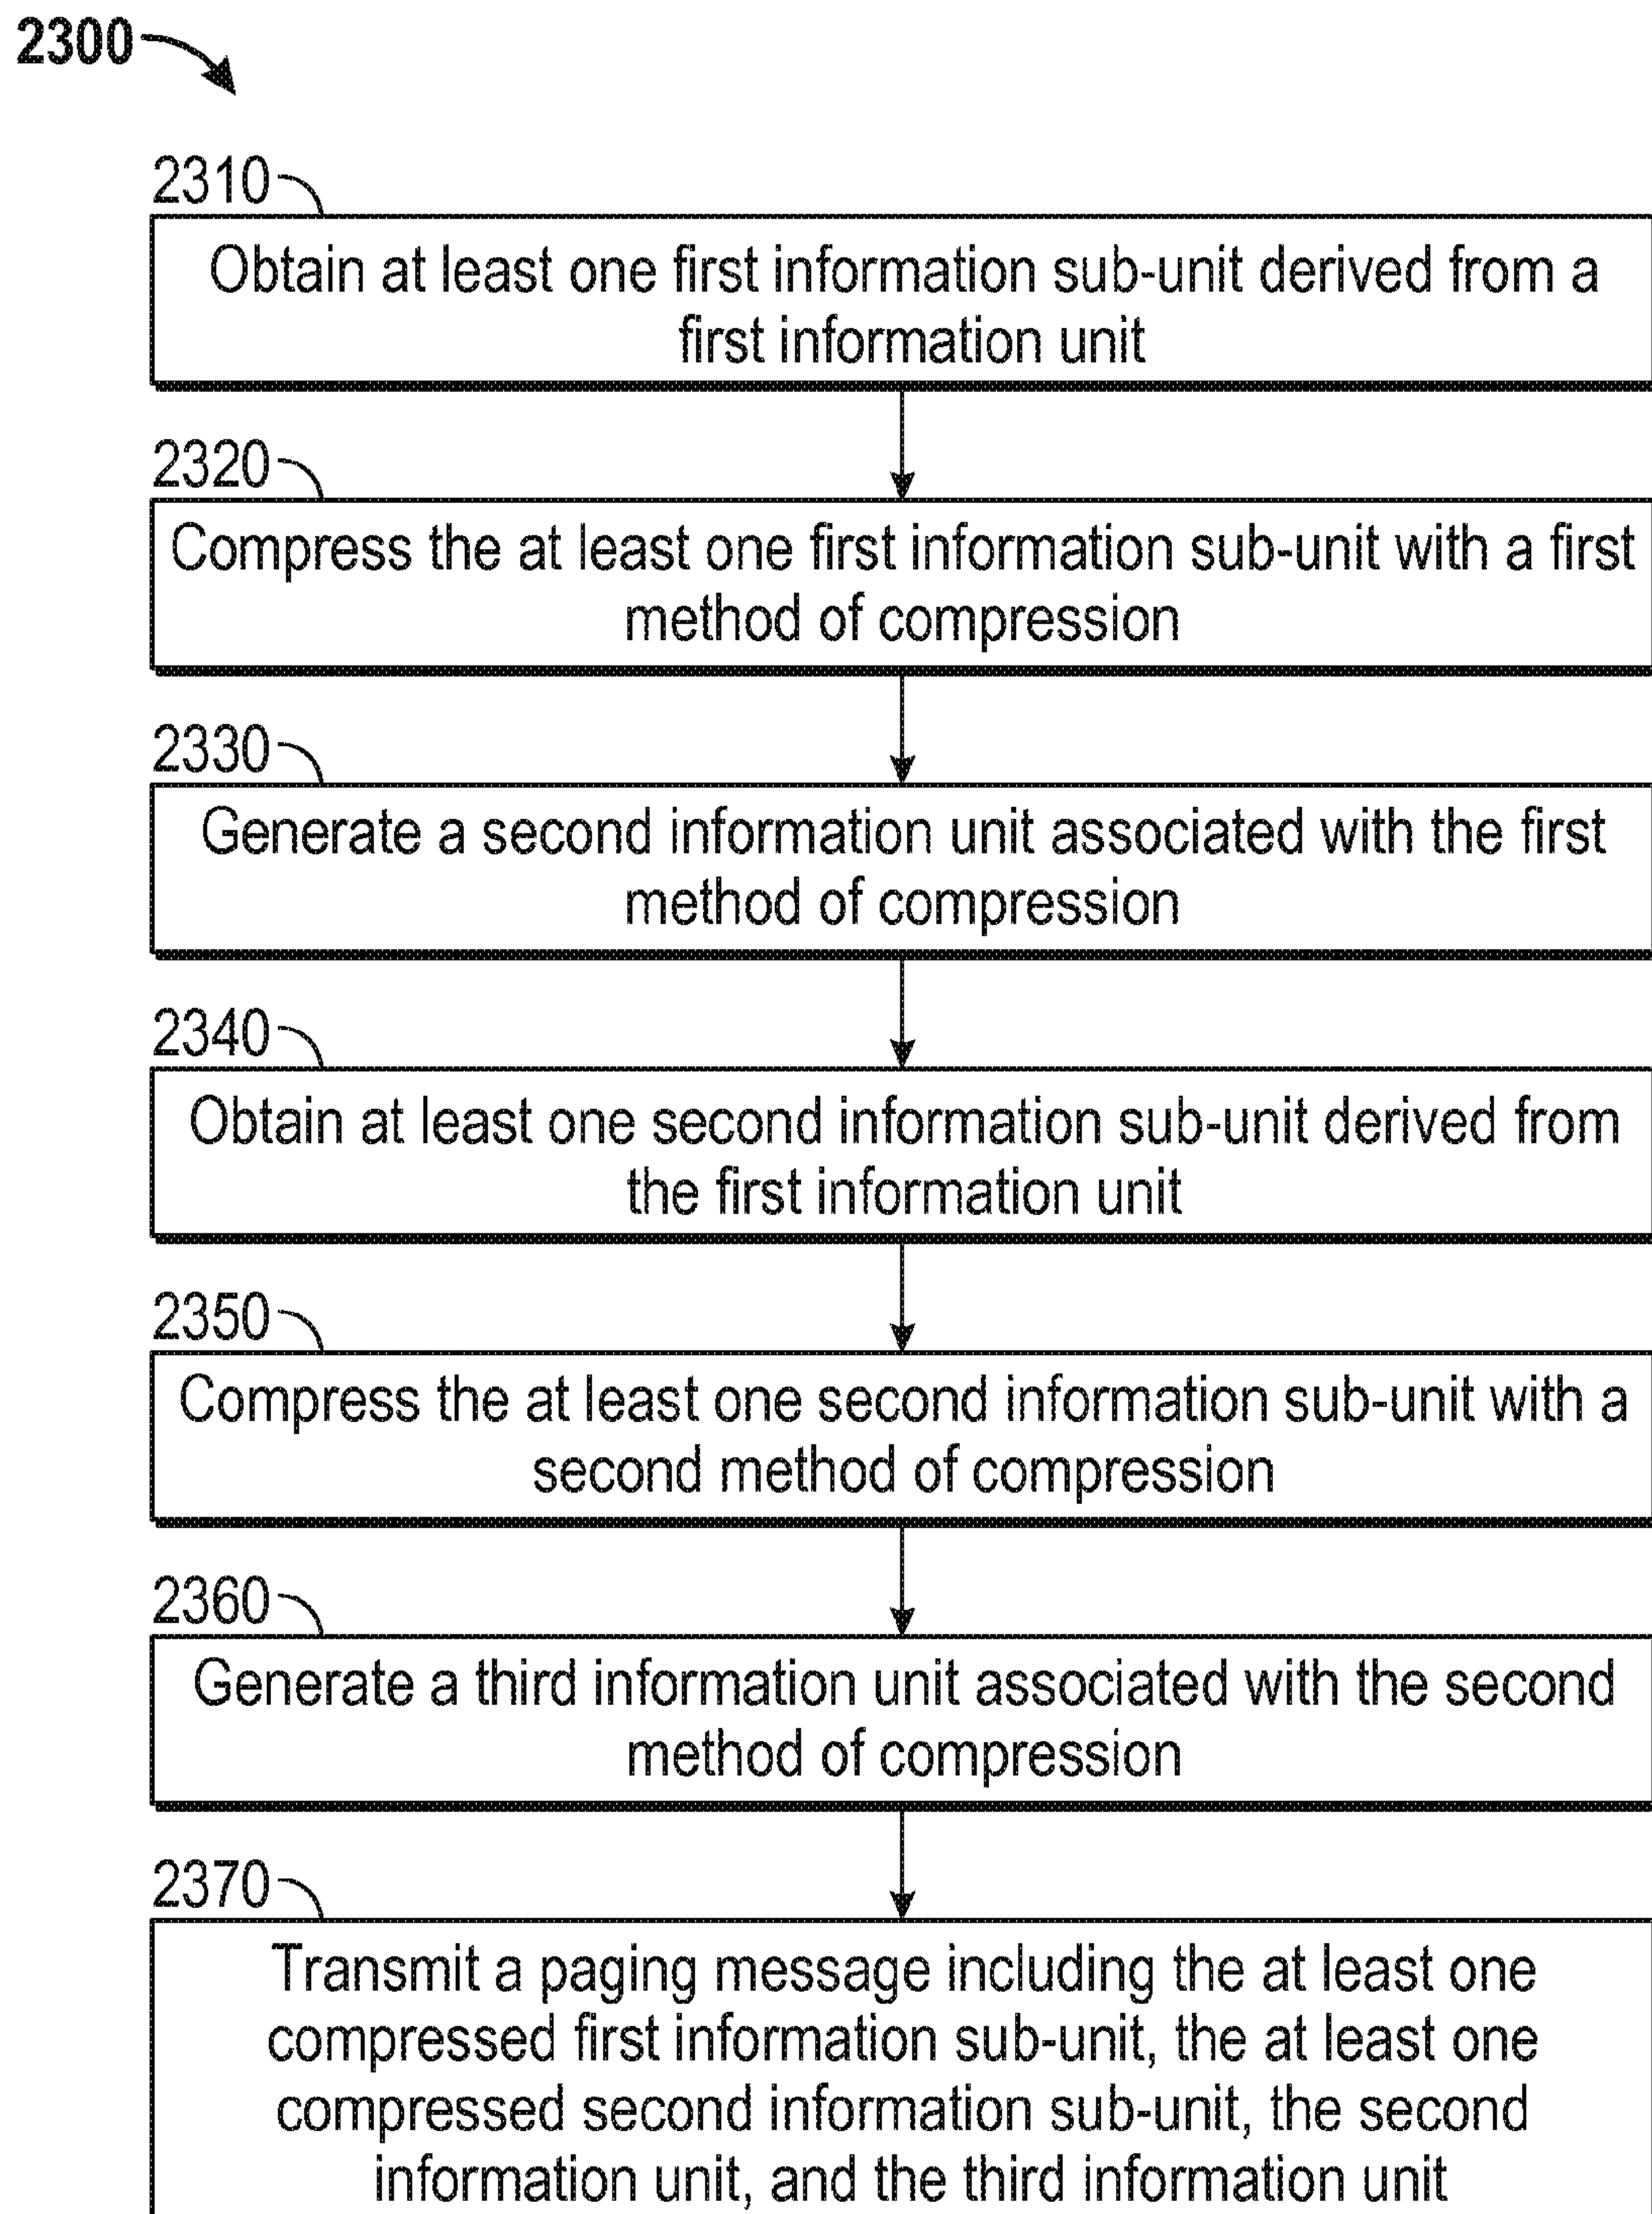 2300
2310
Obtain at least one first information sub-unit derived from a
first information unit
2320
Compress the at least one first information sub-unit with a first
method of compression
2330
Generate a second information unit associated with the first
method of compression
2340
Obtain at least one second information sub-unit derived from
the first information unit
2350
Compress the at least one second information sub-unit with a
second method of compression
2360
Generate a third information unit associated with the second
method of compression
2370
Transmit a paging message including the at least one
compressed first information sub-unit, the at least one
compressed second information sub-unit, the second
information unit, and the third information unit